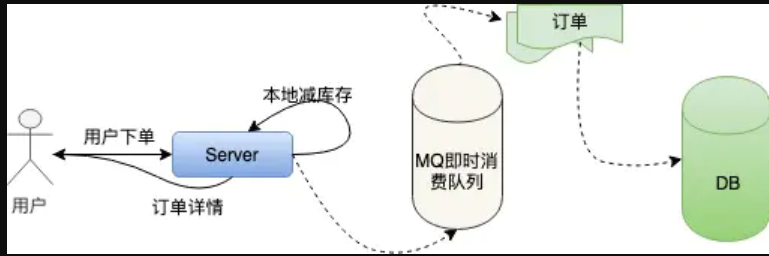 订单
本地减库存
用户下单
Server
MQ即时消
费队列
DB
用户
订单详情